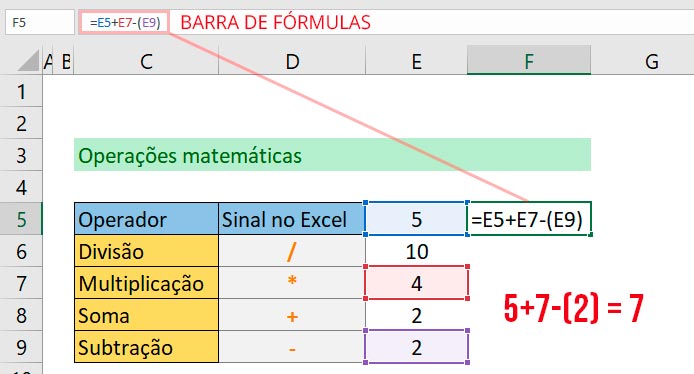 F5 =E5+E7-(E9) BARRA DE FÓRMULAS
A B C D E F G
1
2
3 Operações matemáticas
4
5 Operador Sinal no Excel 5 =E5+E7-(E9)
6 Divisão / 10
7 Multiplicação * 4
8 Soma + 2
5+7-(2) = 7
9 Subtração - 2